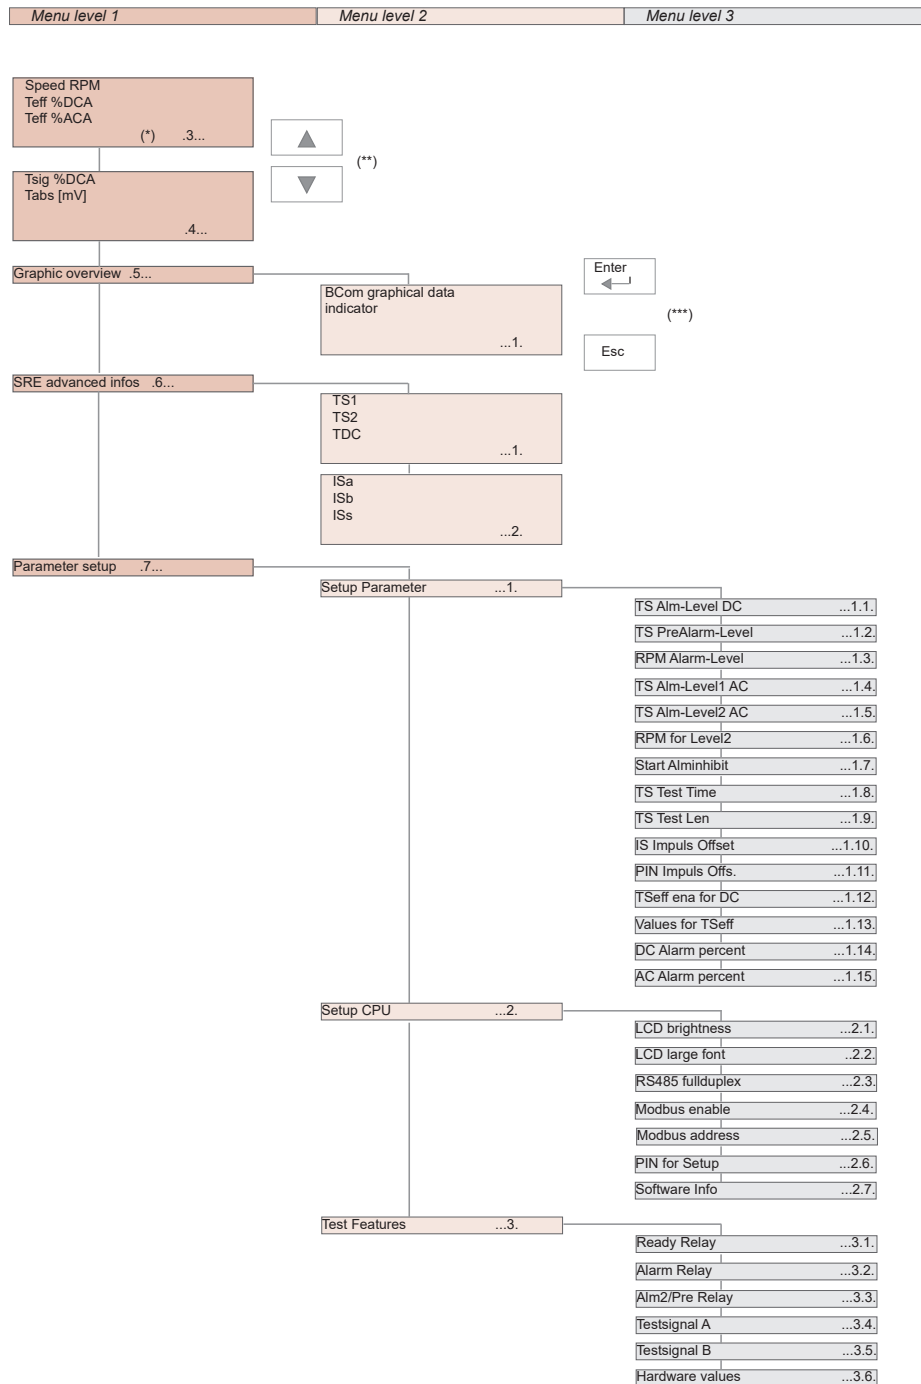 Menu level 1 Menu level 2 Menu level 3
Speed RPM
Teff %DCA
Teff %ACA
(*) .3...
(**)
Tsig %DCA
Tabs [mV]
.4...
Graphic overview .5...
Enter
BCom graphical data
indicator
...1.
(***)
Esc
SRE advanced infos .6...
TS1
TS2
TDC
...1.
ISa
ISb
ISs
...2.
Parameter setup .7...
Setup Parameter ...1.
TS Alm-Level DC ...1.1.
TS PreAlarm-Level ...1.2.
RPM Alarm-Level ...1.3.
TS Alm-Level1 AC ...1.4.
TS Alm-Level2 AC ...1.5.
RPM for Level2 ...1.6.
Start Alminhibit ...1.7.
TS Test Time ...1.8.
TS Test Len ...1.9.
IS Impuls Offset ...1.10.
PIN Impuls Offs. ...1.11.
TSeff ena for DC ...1.12.
Values for TSeff ...1.13.
DC Alarm percent ...1.14.
AC Alarm percent ...1.15.
Setup CPU ...2.
LCD brightness ...2.1.
LCD large font ..2.2.
RS485 fullduplex ...2.3.
Modbus enable ...2.4.
Modbus address ...2.5.
PIN for Setup ...2.6.
Software Info ...2.7.
Test Features ...3.
Ready Relay ...3.1.
Alarm Relay ...3.2.
Alm2/Pre Relay ...3.3.
Testsignal A ...3.4.
Testsignal B ...3.5.
Hardware values ...3.6.